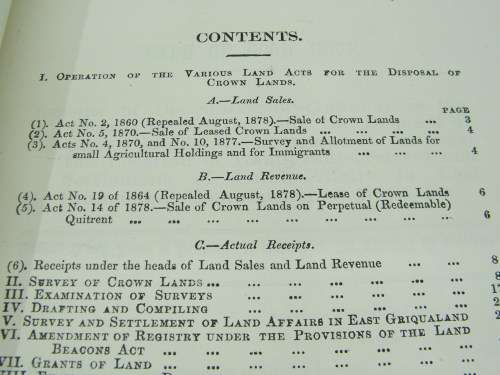 CONTENTS.
I. OPERATION OF THE VARIOUS LAND ACTS FOR THE DISPOSAL OF
CROWN LANDS.
A.—Land Sales.
PAGE
(1). Act No. 2, 1860 (Repealed August, 1878).—Sale of Crown Lands ... 3
(2). Act No. 5, 1870.—Sale of Leased Crown Lands ... ... ... ... 4
(3). Acts No. 4, 1870, and No. 10, 1877.—Survey and Allotment of Lands for
small Agricultural Holdings and for Immigrants ... ... ... 4
B.—Land Revenue.
(4). Act No. 19 of 1864 (Repealed August, 1878).—Lease of Crown Lands 6
(5). Act No. 14 of 1878.—Sale of Crown Lands on Perpetual (Redeemable)
Quitrent ... ... ... ... ... ... ... ... 6
C.—Actual Receipts.
(6). Receipts under the heads of Land Sales and Land Revenue ... ... 8
II. SURVEY OF CROWN LANDS ... ... ... ... ... ... 8
III. EXAMINATION OF SURVEYS ... ... ... ... ... 17
IV. DRAFTING AND COMPILING ... ... ... ... ...
V. SURVEY AND SETTLEMENT OF LAND AFFAIRS IN EAST GRIQUALAND
VI. AMENDMENT OF REGISTRY UNDER THE PROVISIONS OF THE LAND
BEACONS ACT ... ... ... ... ... ... ...
VII. GRANTS OF LAND ... ... ... ... ... ...